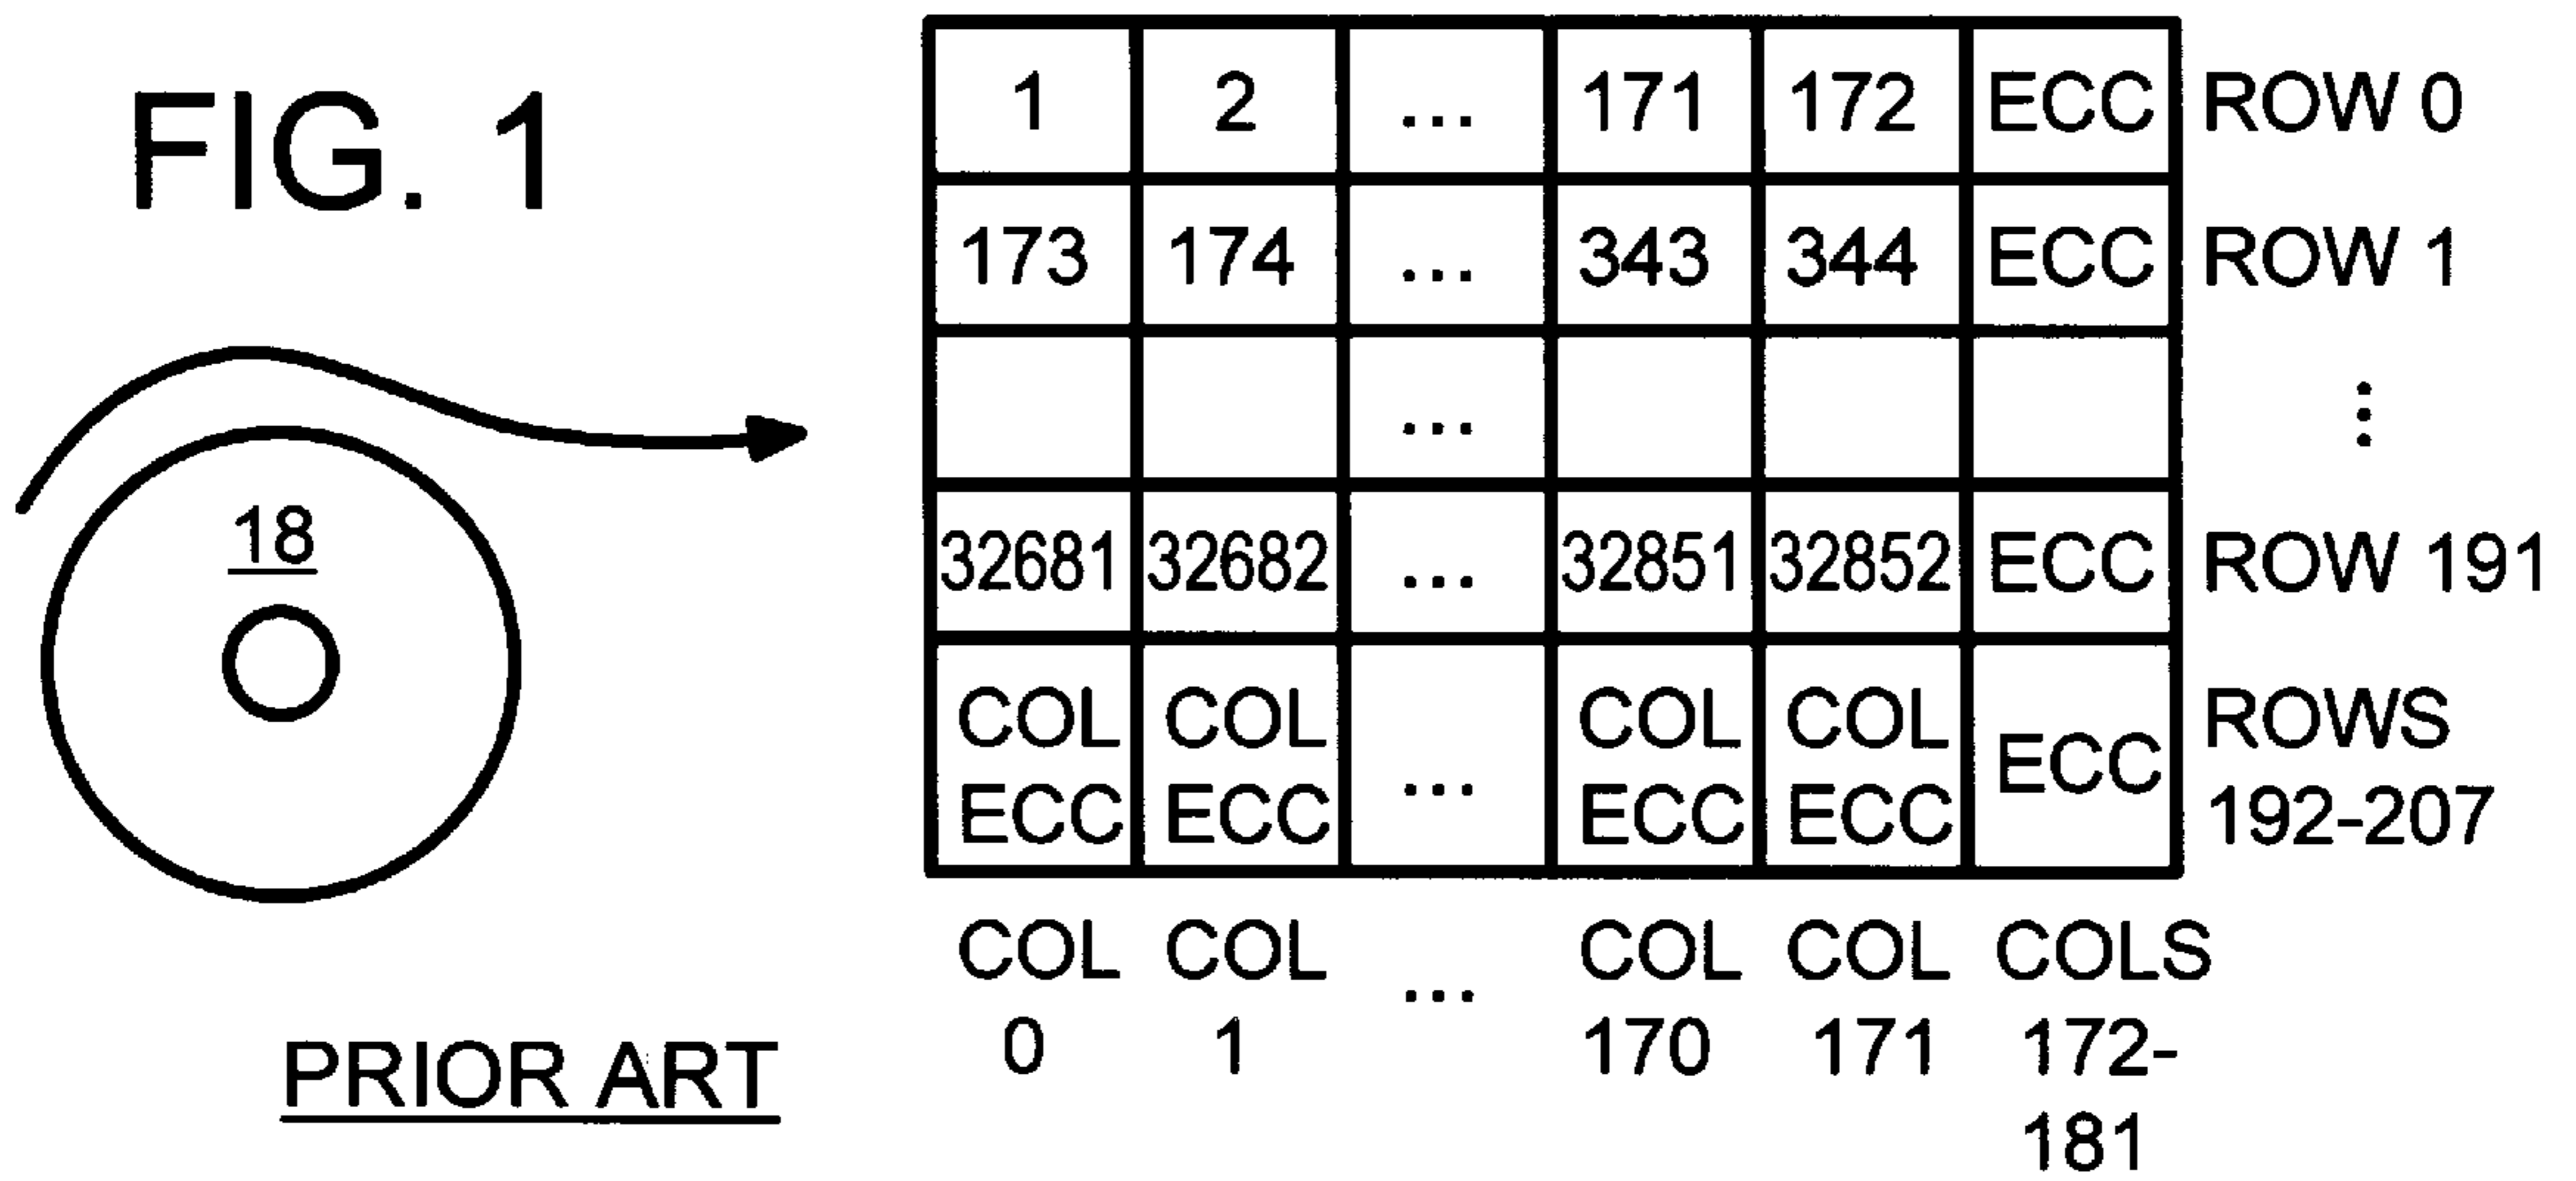 FIG. 1
1 2 ... 171 172 ECC ROW 0
173 174 ... 343 344 ECC ROW 1
... ⋮
18
32681 32682 ... 32851 32852 ECC ROW 191
COL COL ... COL COL ECC ROWS
ECC ECC ECC ECC 192-207
COL COL ... COL COL COLS
0 1 170 171 172-
181
PRIOR ART